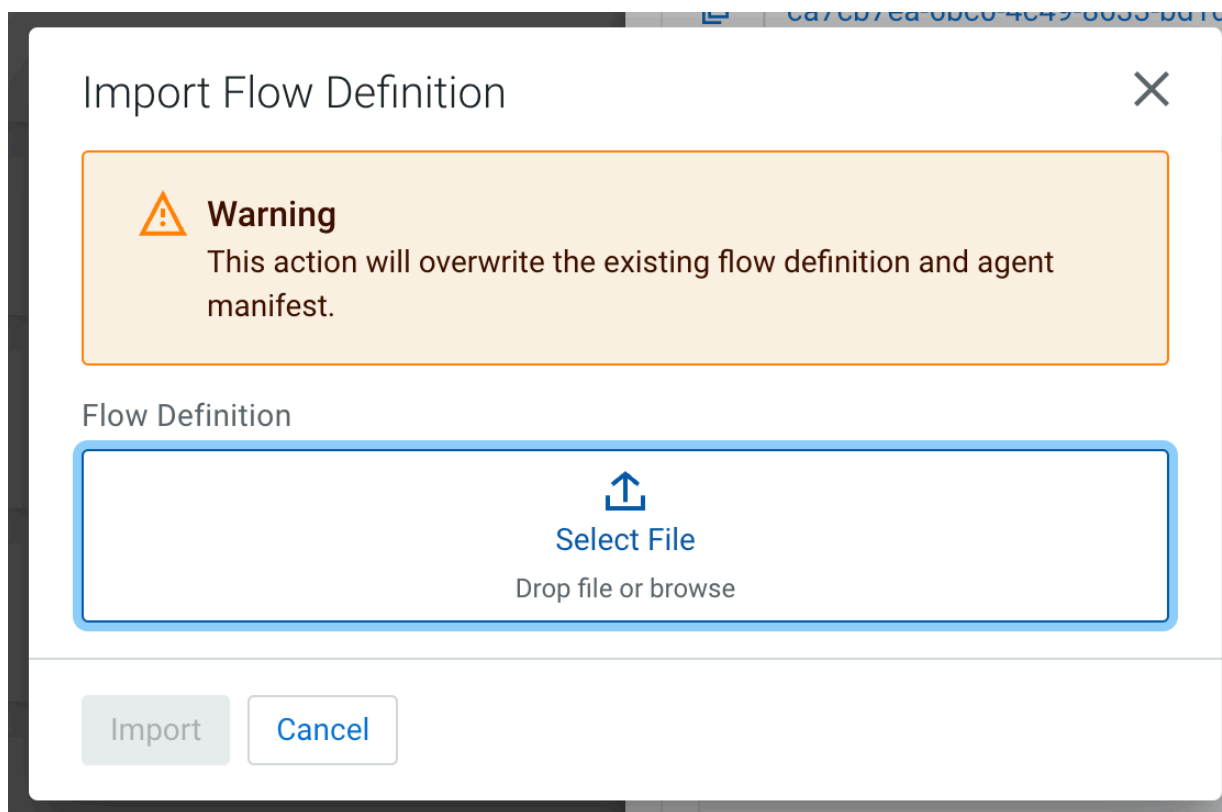 Import Flow Definition
Warning
This action will overwrite the existing flow definition and agent
manifest.
Flow Definition
Select File
Drop file or browse
Import
Cancel